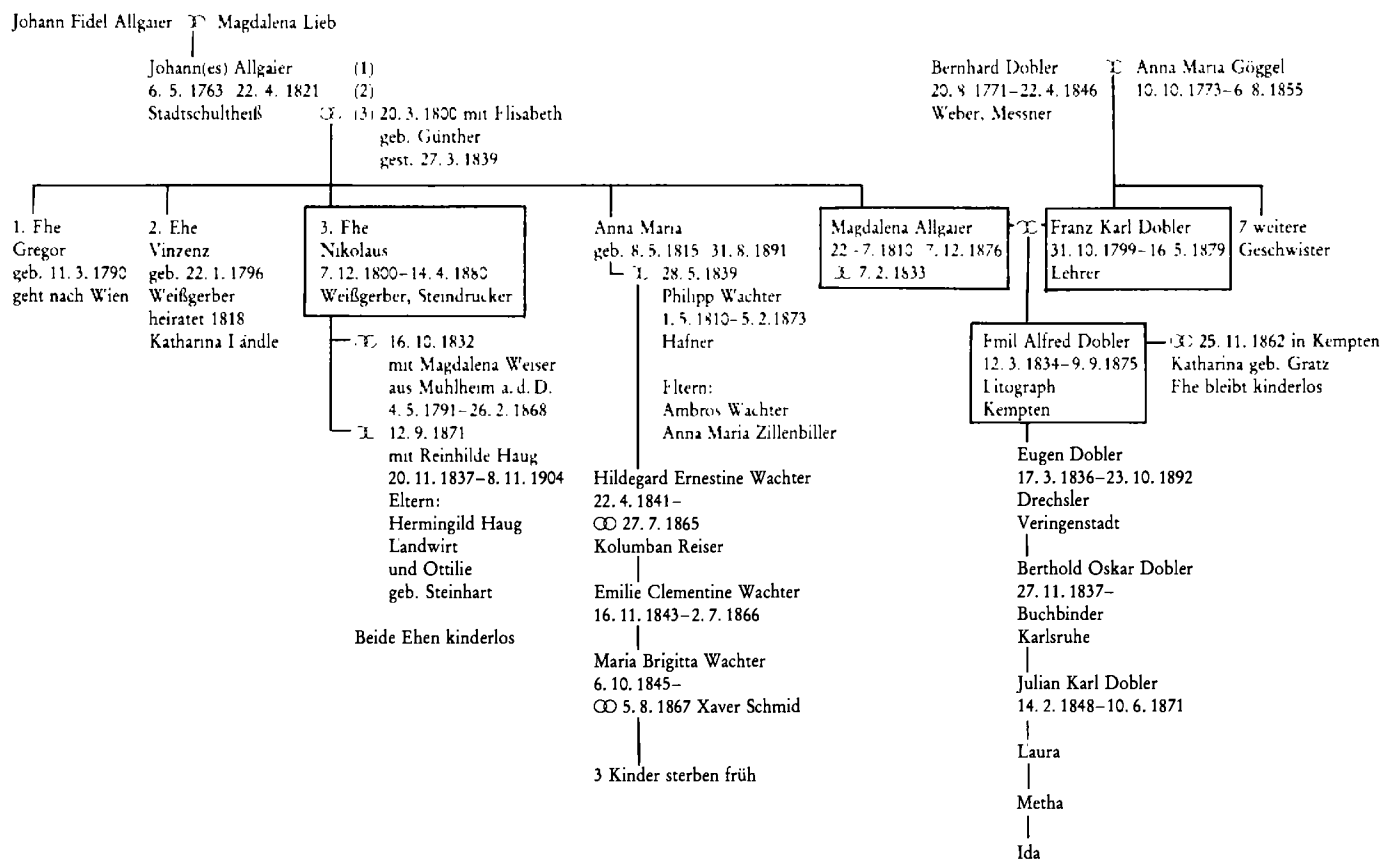 Johann Fidel Allgaier ⚭ Magdalena Lieb
Johann(es) Allgaier (1)
6. 5. 1763 22. 4. 1821 (2)
Stadtschultheiß ⚭ (3) 20. 3. 1800 mit Elisabeth
geb. Günther
gest. 27. 3. 1839
Bernhard Dobler ⚭ Anna Maria Göggel
20. 8 1771–22. 4. 1846 10. 10. 1773–6 8. 1855
Weber, Messner
1. Ehe
Gregor
geb. 11. 3. 1790
geht nach Wien
2. Ehe
Vinzenz
geb. 22. 1. 1796
Weißgerber
heiratet 1818
Katharina Ländle
3. Ehe
Nikolaus
7. 12. 1800–14. 4. 1880
Weißgerber, Steindrucker
⚭ 16. 10. 1832
mit Magdalena Weiser
aus Muhlheim a. d. D.
4. 5. 1791–26. 2. 1868
⚭ 12. 9. 1871
mit Reinhilde Haug
20. 11. 1837–8. 11. 1904
Eltern:
Hermingild Haug
Landwirt
und Ottilie
geb. Steinhart
Beide Ehen kinderlos
Anna Maria
geb. 8. 5. 1815 31. 8. 1891
⚭ 28. 5. 1839
Philipp Wachter
1. 5. 1810–5. 2. 1873
Hafner
Eltern:
Ambros Wachter
Anna Maria Zillenbiller
Hildegard Ernestine Wachter
22. 4. 1841–
⚭ 27. 7. 1865
Kolumban Reiser
Emilie Clementine Wachter
16. 11. 1843–2. 7. 1866
Maria Brigitta Wachter
6. 10. 1845–
⚭ 5. 8. 1867 Xaver Schmid
3 Kinder sterben früh
Magdalena Allgaier
22 -7. 1810 7. 12. 1876
⚭ 7. 2. 1833
⚭
Franz Karl Dobler
31. 10. 1799–16 5. 1879
Lehrer
7 weitere
Geschwister
Emil Alfred Dobler
12. 3. 1834–9. 9. 1875
Litograph
Kempten
⚭ 25. 11. 1862 in Kempten
Katharina geb. Gratz
Ehe bleibt kinderlos
Eugen Dobler
17. 3. 1836–23. 10. 1892
Drechsler
Veringenstadt
Berthold Oskar Dobler
27. 11. 1837–
Buchbinder
Karlsruhe
Julian Karl Dobler
14. 2. 1848–10. 6. 1871
Laura
Metha
Ida